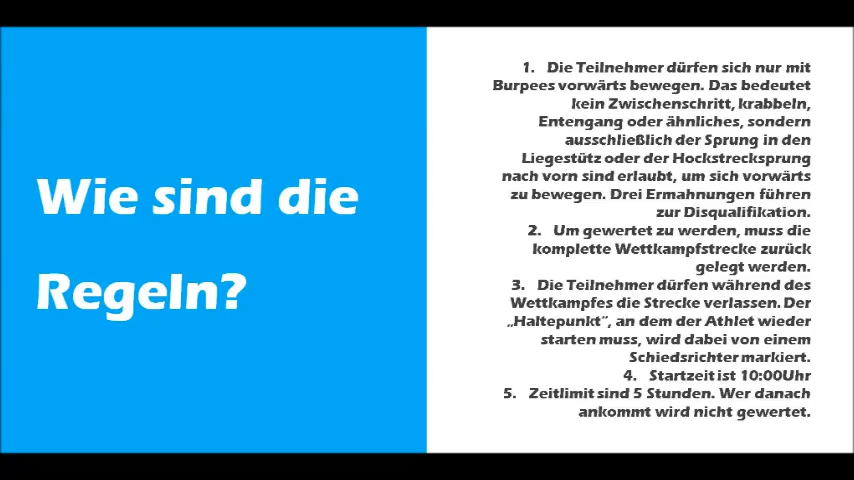 Wie sind die
Regeln?
1. Die Teilnehmer dürfen sich nur mit
Burpees vorwärts bewegen. Das bedeutet
kein Zwischenschritt, krabbeln,
Entengang oder ähnliches, sondern
ausschließlich der Sprung in den
Liegestütz oder der Hockstrecksprung
nach vorn sind erlaubt, um sich vorwärts
zu bewegen. Drei Ermahnungen führen
zur Disqualifikation.
2. Um gewertet zu werden, muss die
komplette Wettkampfstrecke zurück
gelegt werden.
3. Die Teilnehmer dürfen während des
Wettkampfes die Strecke verlassen. Der
„Haltepunkt“, an dem der Athlet wieder
starten muss, wird dabei von einem
Schiedsrichter markiert.
4. Startzeit ist 10:00Uhr
5. Zeitlimit sind 5 Stunden. Wer danach
ankommt wird nicht gewertet.